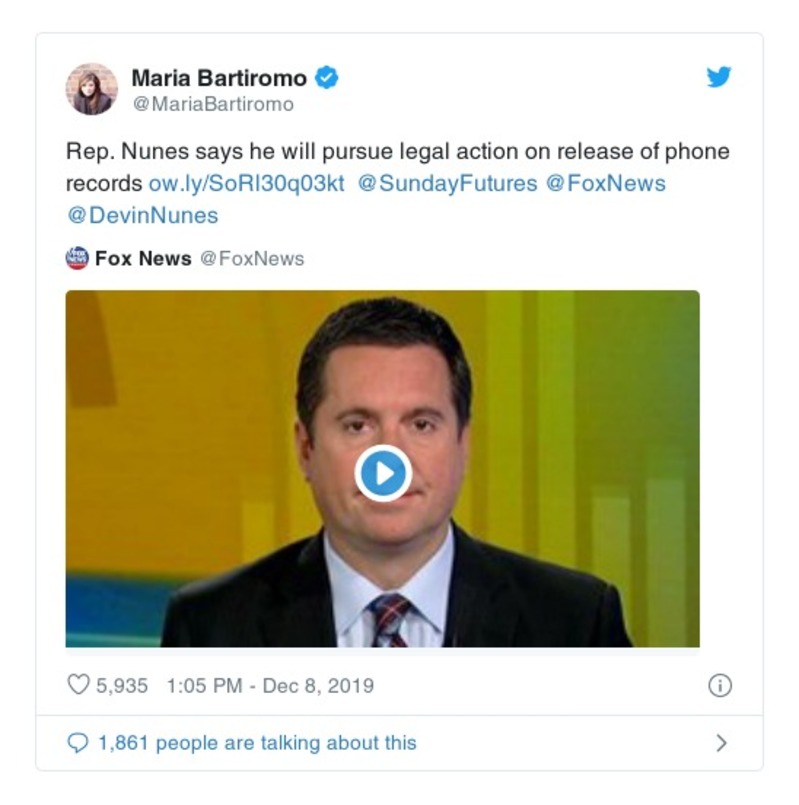 Maria Bartiromo
@MariaBartiromo
Rep. Nunes says he will pursue legal action on release of phone
records ow.ly/SoRl30q03kt @SundayFutures @FoxNews
@DevinNunes
Fox News @FoxNews
5,935 1:05 PM - Dec 8, 2019
1,861 people are talking about this